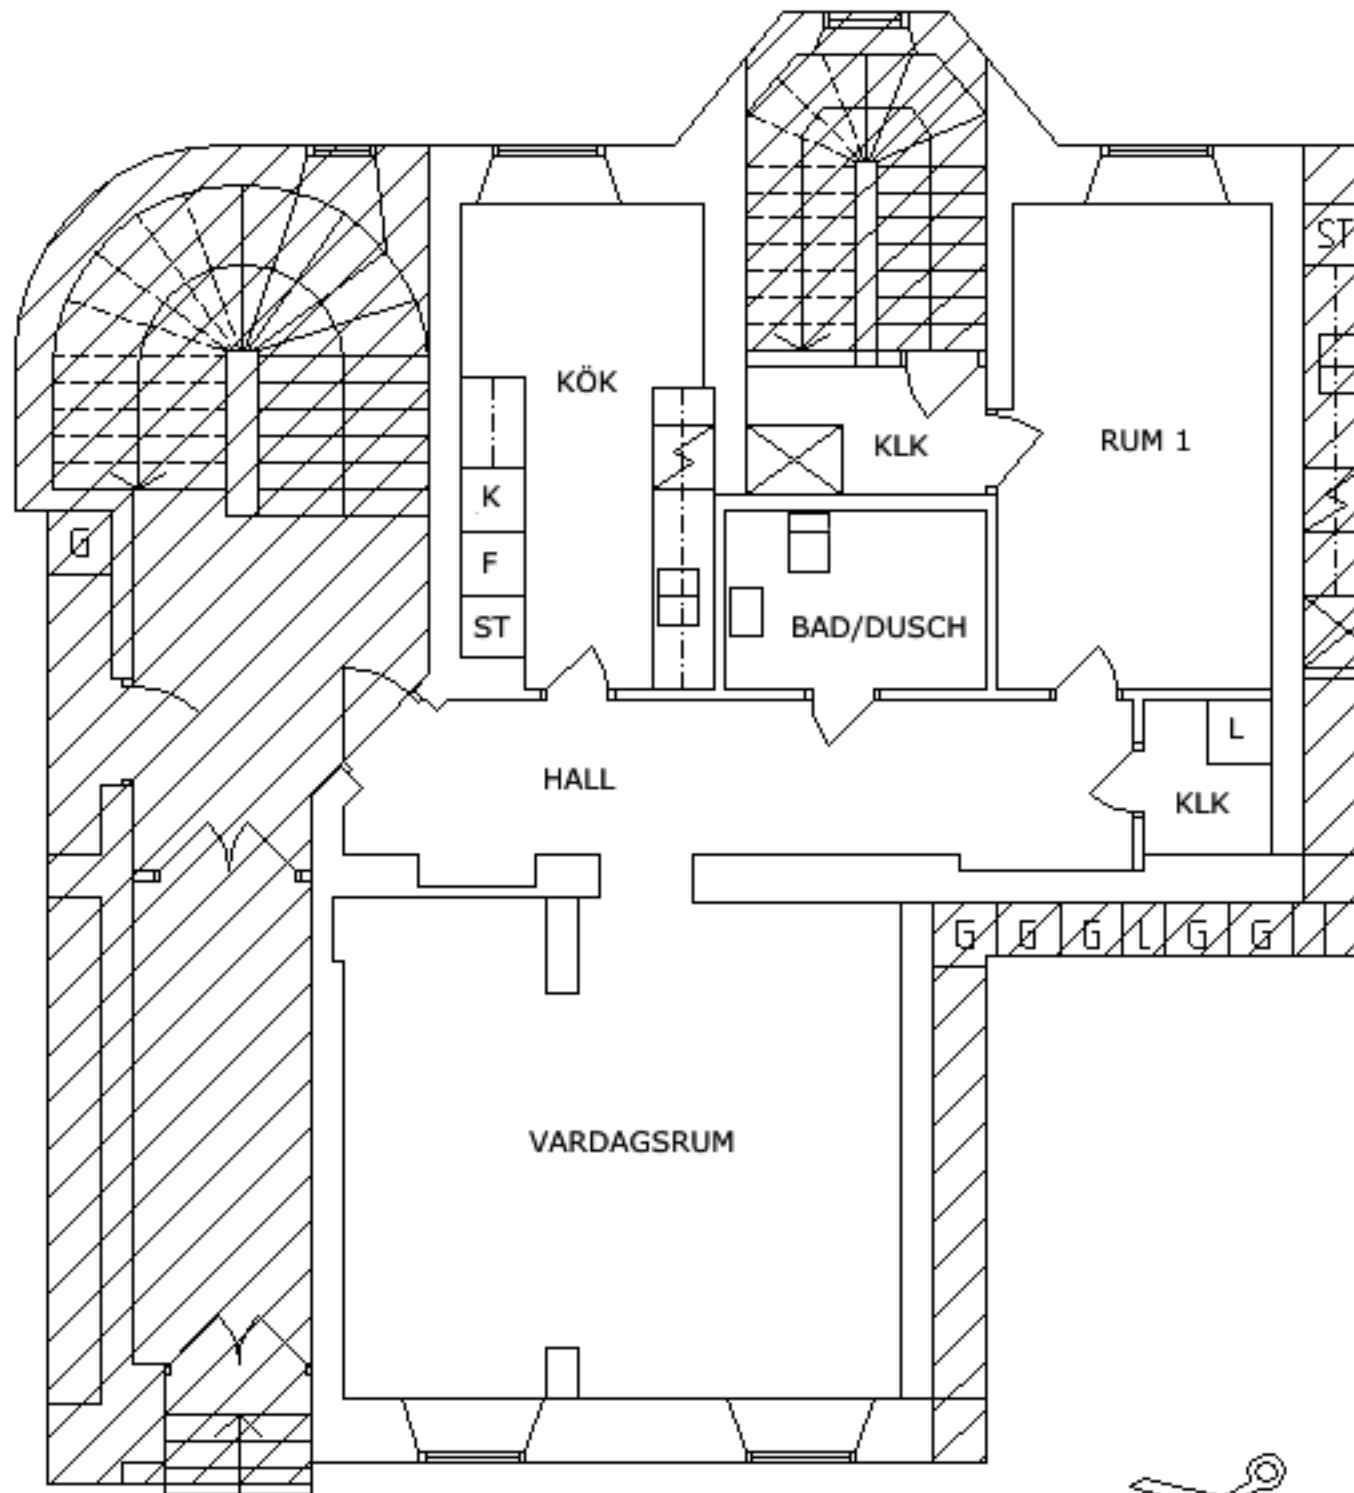 ST
KÖK
KLK
RUM 1
K
F
ST
G
BAD/DUSCH
L
HALL
KLK
G G G L G G
VARDAGSRUM